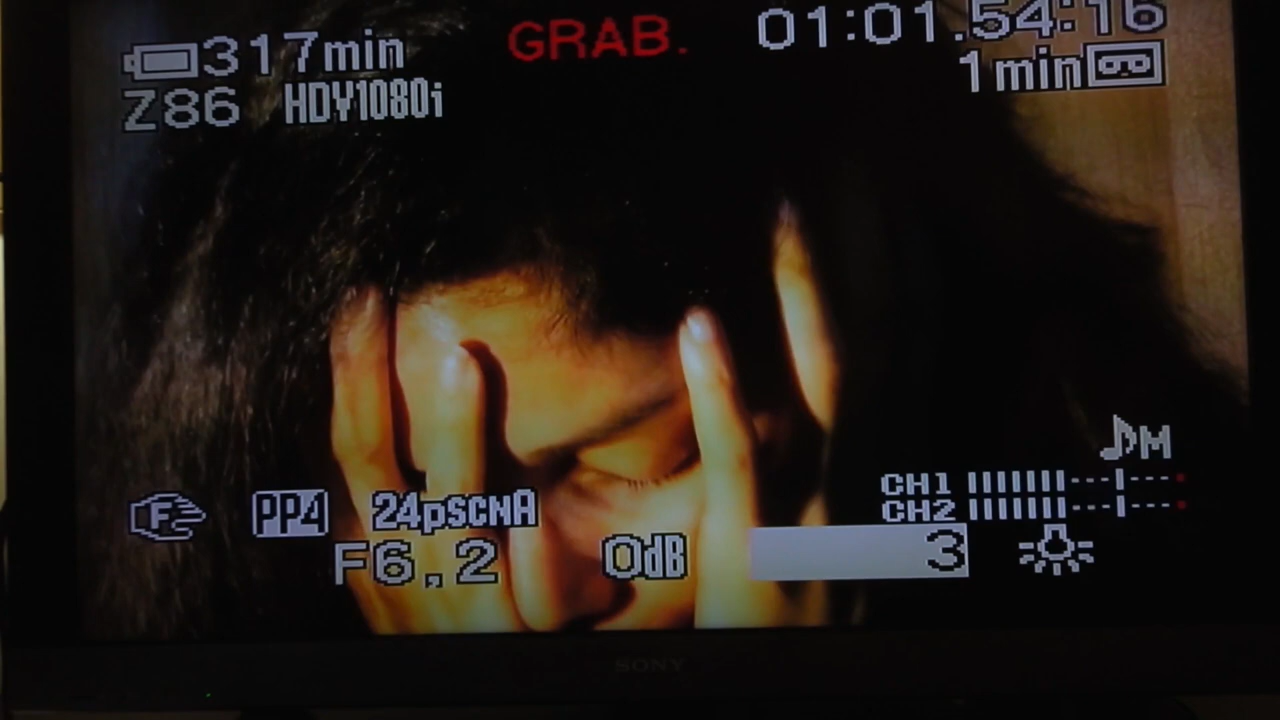 317min GRAB. 01:01.54:16
1min
Z86 HDV1080i
M
CH1
CH2
F PP4 24pSCNA
F6.2 0dB 3
SONY